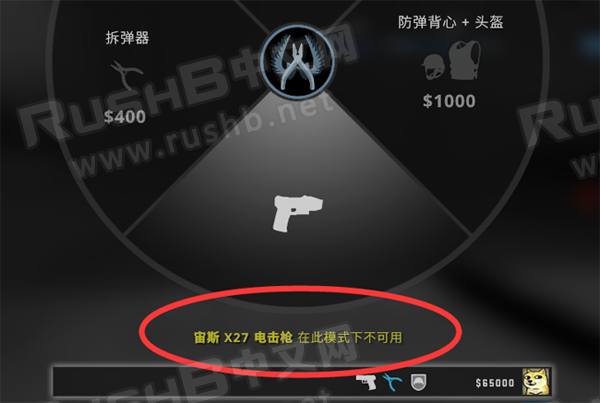 拆弹器
$400
防弹背心 + 头盔
$1000
RushB中文网
www.rushb.net
宙斯 X27 电击枪 在此模式下不可用
RushB中文网
$65000